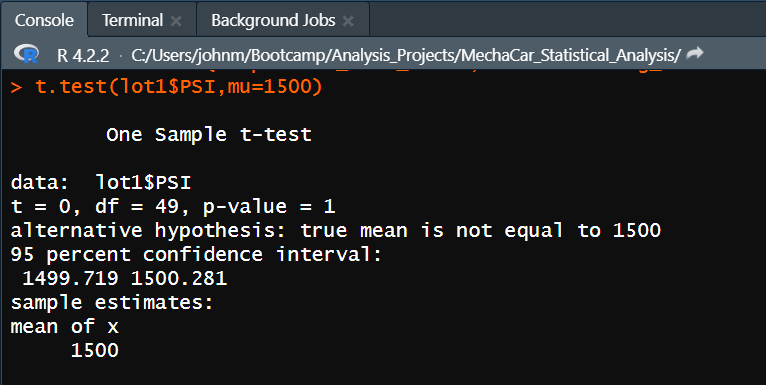 Console Terminal × Background Jobs ×
R R 4.2.2 · C:/Users/johnm/Bootcamp/Analysis_Projects/MechaCar_Statistical_Analysis/
> t.test(lot1$PSI,mu=1500)
One Sample t-test
data:  lot1$PSI
t = 0, df = 49, p-value = 1
alternative hypothesis: true mean is not equal to 1500
95 percent confidence interval:
1499.719 1500.281
sample estimates:
mean of x
1500